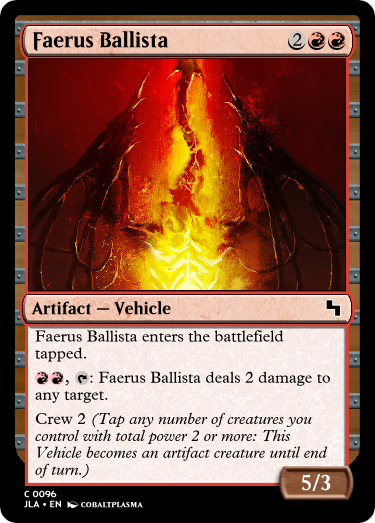 Faerus Ballista 2
Artifact — Vehicle
Faerus Ballista enters the battlefield
tapped.
, : Faerus Ballista deals 2 damage to
any target.
Crew 2 (Tap any number of creatures you
control with total power 2 or more: This
Vehicle becomes an artifact creature until end
of turn.)
5/3
C 0096
JLA • EN COBALTPLASMA